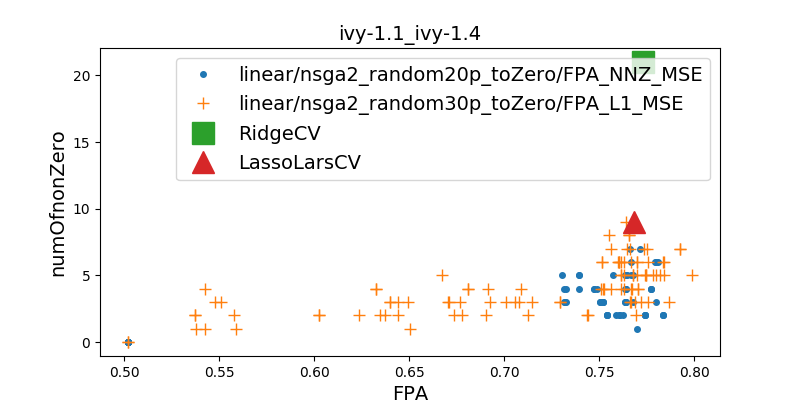 ivy-1.1_ivy-1.4
linear/nsga2_random20p_toZero/FPA_NNZ_MSE
linear/nsga2_random30p_toZero/FPA_L1_MSE
RidgeCV
LassoLarsCV
numOfnonZero
20
15
10
5
0
0.50 0.55 0.60 0.65 0.70 0.75 0.80
FPA